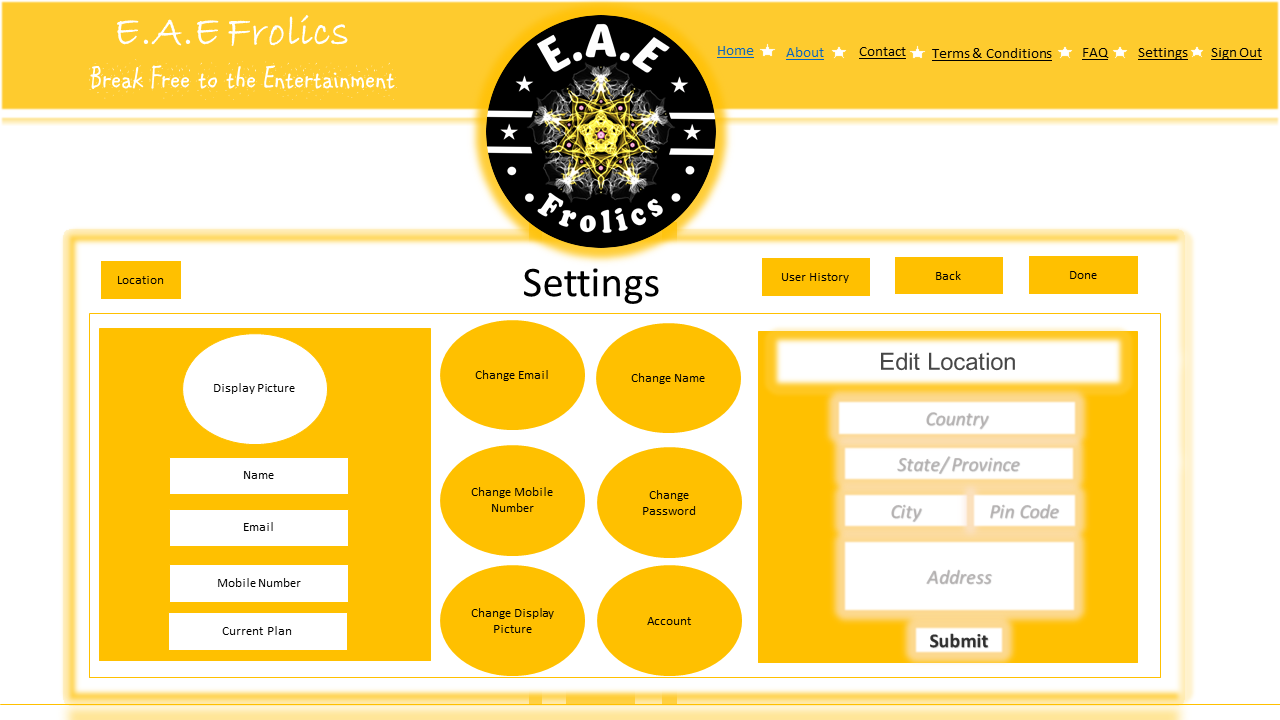 E.A.E Frolics
Break Free to the Entertainment
E.A.E
Frolics
Home
About
Contact
Terms & Conditions
FAQ
Settings
Sign Out
Location
Settings
User History
Back
Done
Display Picture
Name
Email
Mobile Number
Current Plan
Change Email
Change Name
Change Mobile
Number
Change
Password
Change Display
Picture
Account
Edit Location
Country
State/ Province
City
Pin Code
Address
Submit